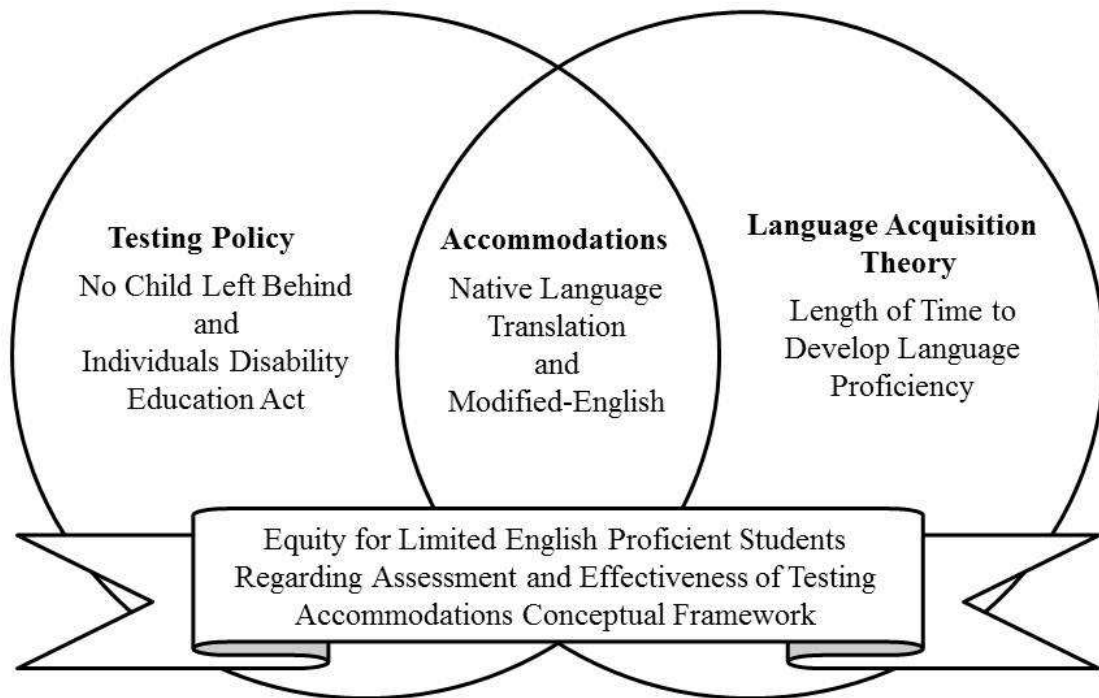 Testing Policy
No Child Left Behind
and
Individuals Disability
Education Act
Accommodations
Native Language
Translation
and
Modified-English
Language Acquisition
Theory
Length of Time to
Develop Language
Proficiency
Equity for Limited English Proficient Students
Regarding Assessment and Effectiveness of Testing
Accommodations Conceptual Framework